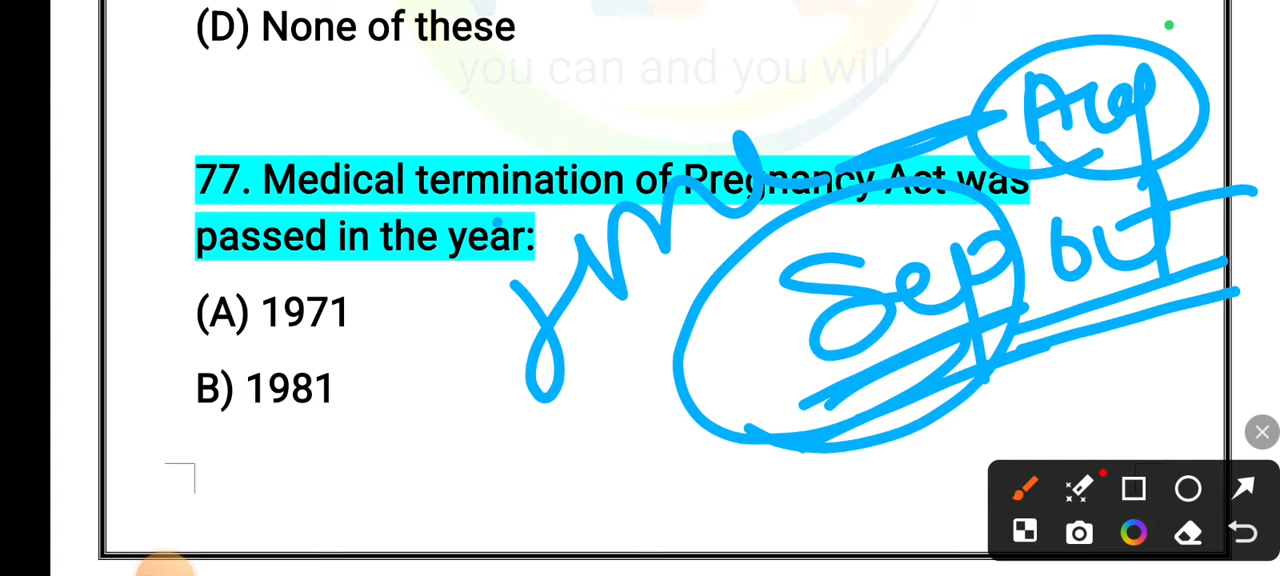 (D) None of these
you can and you will
77. Medical termination of Pregnancy Act was
passed in the year:
Sep
(A) 1971
B) 1981